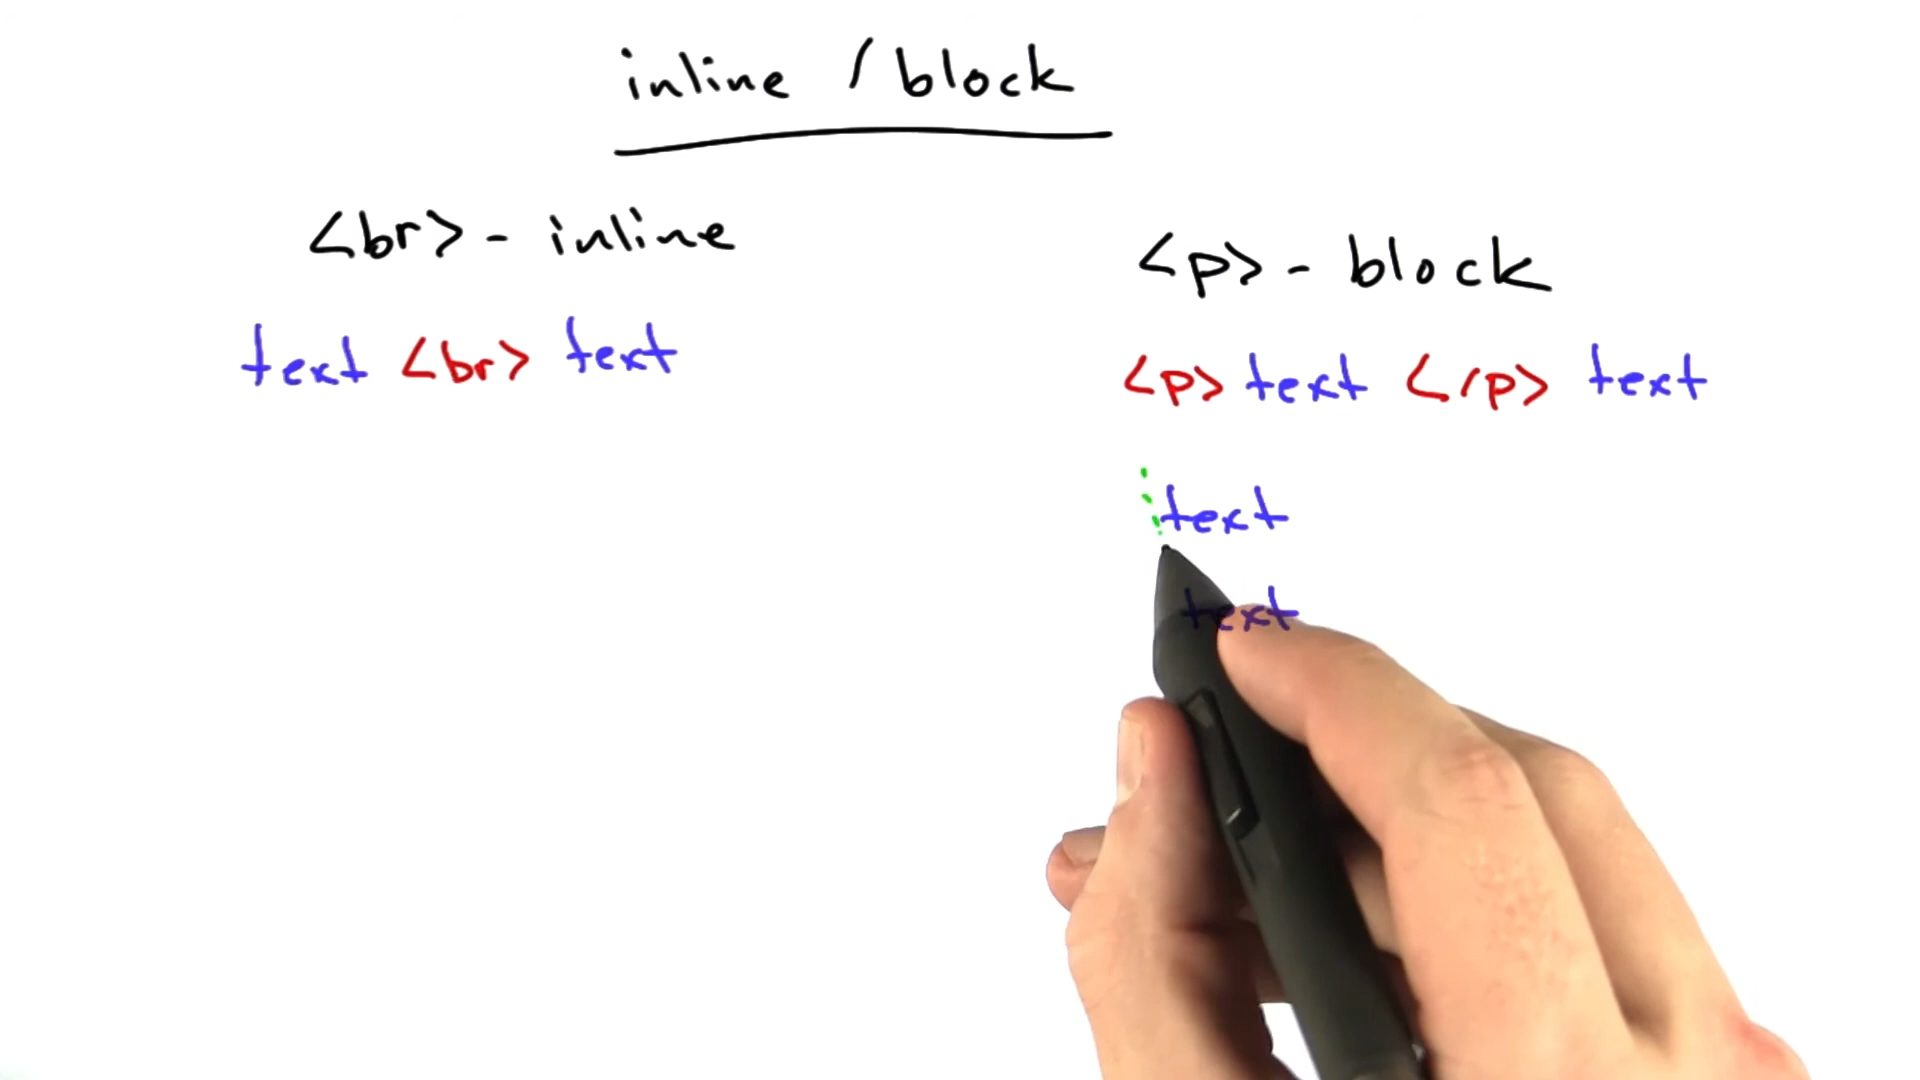 inline / block
<br> - inline
text <br> text
<p> - block
<p> text </p> text
text
text